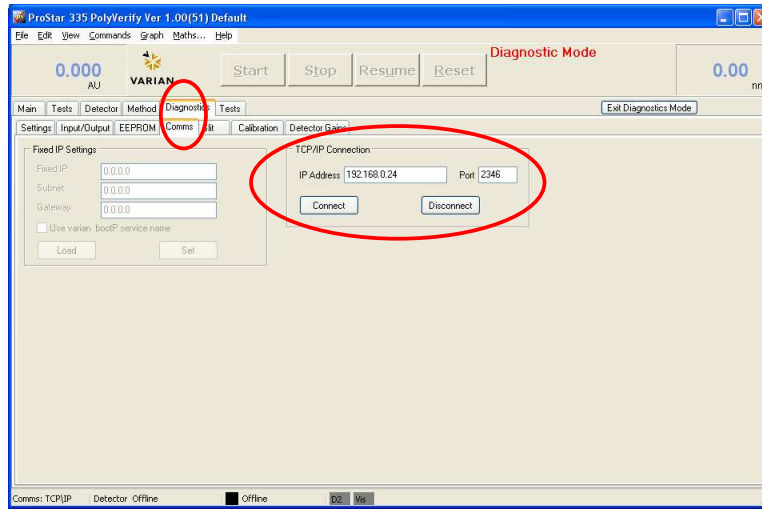 ProStar 335 PolyVerify Ver 1.00(51) Default
File Edit View Commands Graph Maths... Help
Diagnostic Mode
0.000
AU
VARIAN
Start Stop Resume Reset
0.00
Main Tests Detector Method Diagnostics Tests Exit Diagnostics Mode
Settings Input/Output EEPROM Comms Slit Calibration Detector Gains
Fixed IP Settings
Fixed IP 0.0.0.0
Subnet 0.0.0.0
Gateway 0.0.0.0
Use varian bootP service name
Load Set
TCP/IP Connection
IP Address 192.168.0.24 Port 2346
Connect Disconnect
Comms: TCP\IP Detector Offline Offline D2 Vis